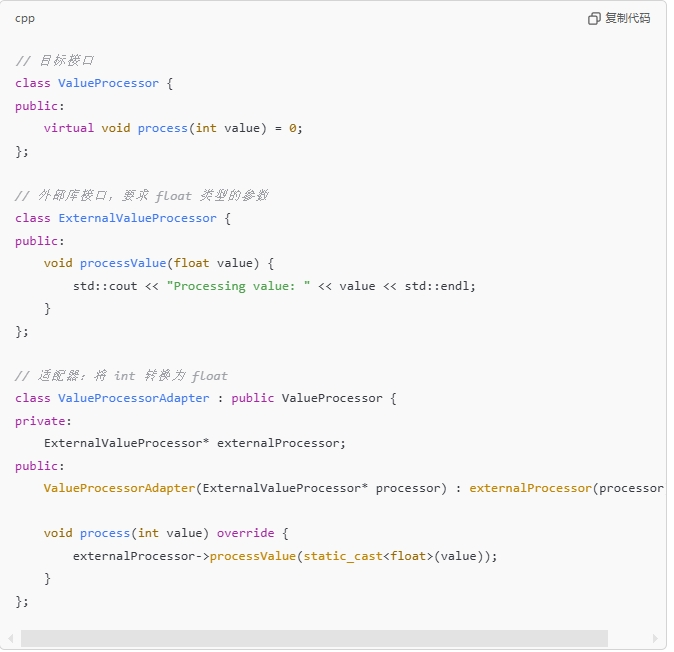 cpp
复制代码
// 目标接口
class ValueProcessor {
public:
    virtual void process(int value) = 0;
};
// 外部库接口，要求 float 类型的参数
class ExternalValueProcessor {
public:
    void processValue(float value) {
        std::cout << "Processing value: " << value << std::endl;
    }
};
// 适配器：将 int 转换为 float
class ValueProcessorAdapter : public ValueProcessor {
private:
    ExternalValueProcessor* externalProcessor;
public:
    ValueProcessorAdapter(ExternalValueProcessor* processor) : externalProcessor(processor
    void process(int value) override {
        externalProcessor->processValue(static_cast<float>(value));
    }
};